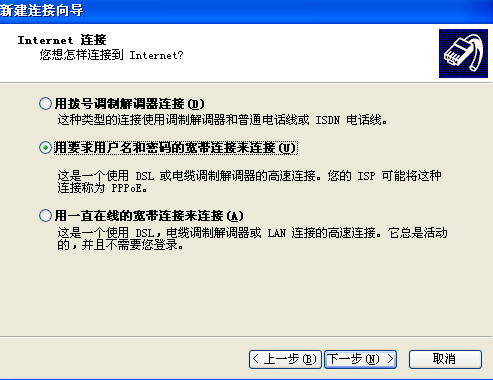 新建连接向导
Internet 连接
您想怎样连接到 Internet?
用拨号调制解调器连接(D)
这种类型的连接使用调制解调器和普通电话线或 ISDN 电话线。
用要求用户名和密码的宽带连接来连接(U)
这是一个使用 DSL 或电缆调制解调器的高速连接。您的 ISP 可能将这种
连接称为 PPPoE。
用一直在线的宽带连接来连接(A)
这是一个使用 DSL,电缆调制解调器或 LAN 连接的高速连接。它总是活动
的,并且不需要您登录。
< 上一步(B) 下一步(N) > 取消